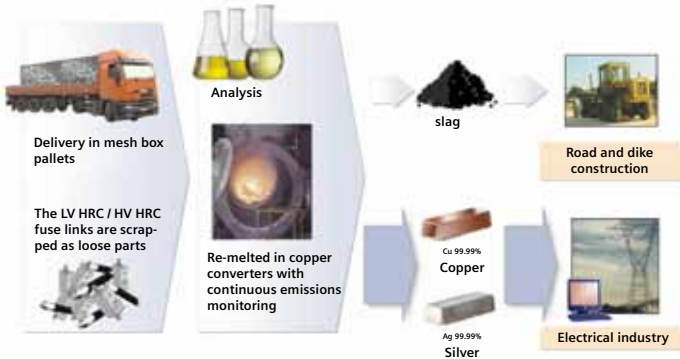 Delivery in mesh box
pallets
The LV HRC / HV HRC
fuse links are scrap-
ped as loose parts
Analysis
Re-melted in copper
converters with
continuous emissions
monitoring
slag
Road and dike
construction
Cu 99.99%
Copper
Ag 99.99%
Silver
Electrical industry